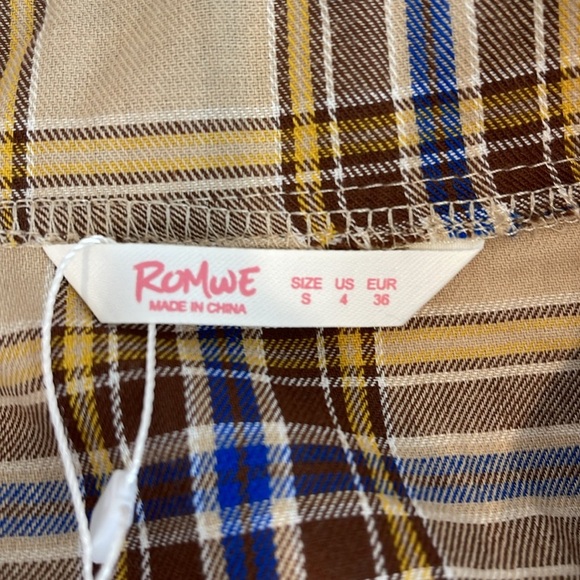 ROMWE
MADE IN CHINA
SIZE US EUR
S 4 36